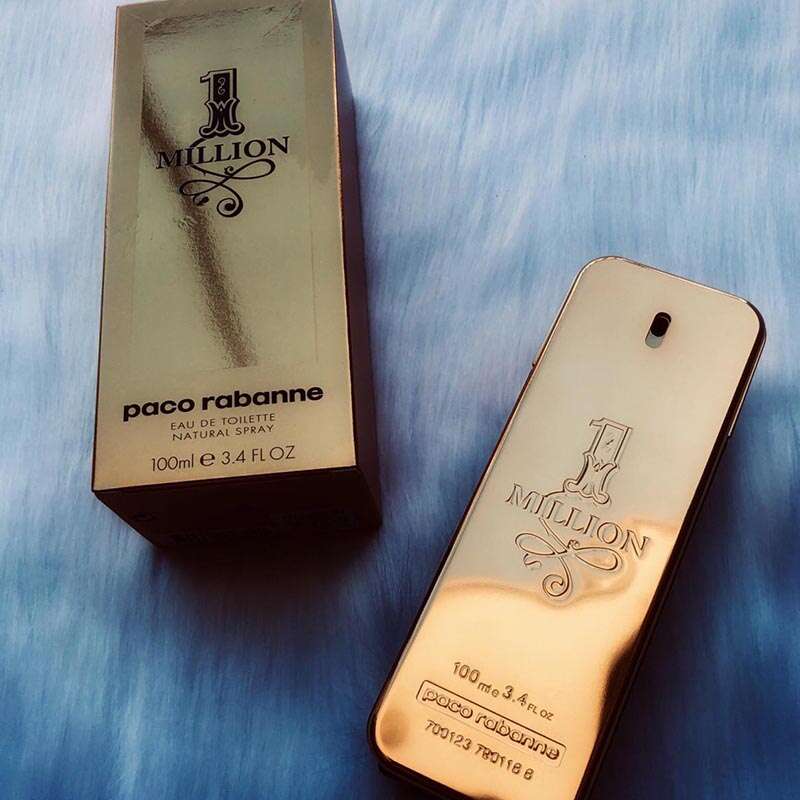 1
MILLION
paco rabanne
EAU DE TOILETTE
NATURAL SPRAY
100ml e 3.4 FL OZ
1
MILLION
100 ml e 3.4 FL OZ
paco rabanne
700123 780118 8